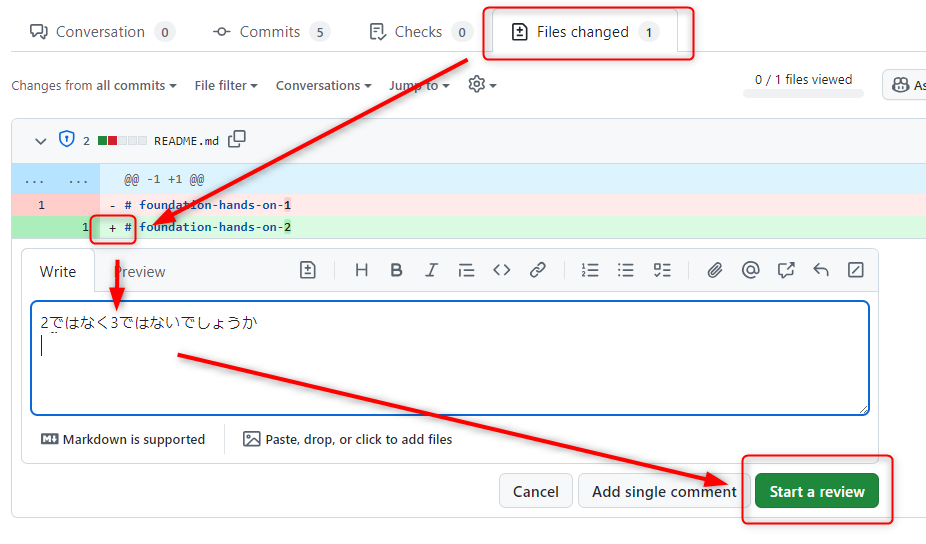 Conversation 0 Commits 5 Checks 0 Files changed 1
Changes from all commits File filter Conversations Jump to 0 / 1 files viewed As
2 README.md
... ... @@ -1 +1 @@
1 - # foundation-hands-on-1
1 + # foundation-hands-on-2
Write Preview
2ではなく3ではないでしょうか
Markdown is supported Paste, drop, or click to add files
Cancel Add single comment Start a review